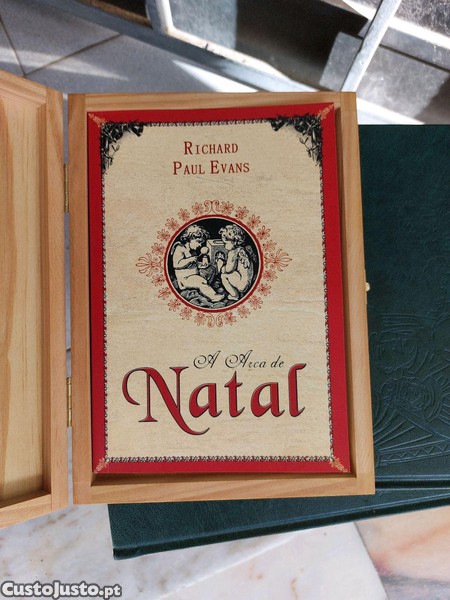 RICHARD
PAUL EVANS
A Arca de
Natal
CustoJusto.pt